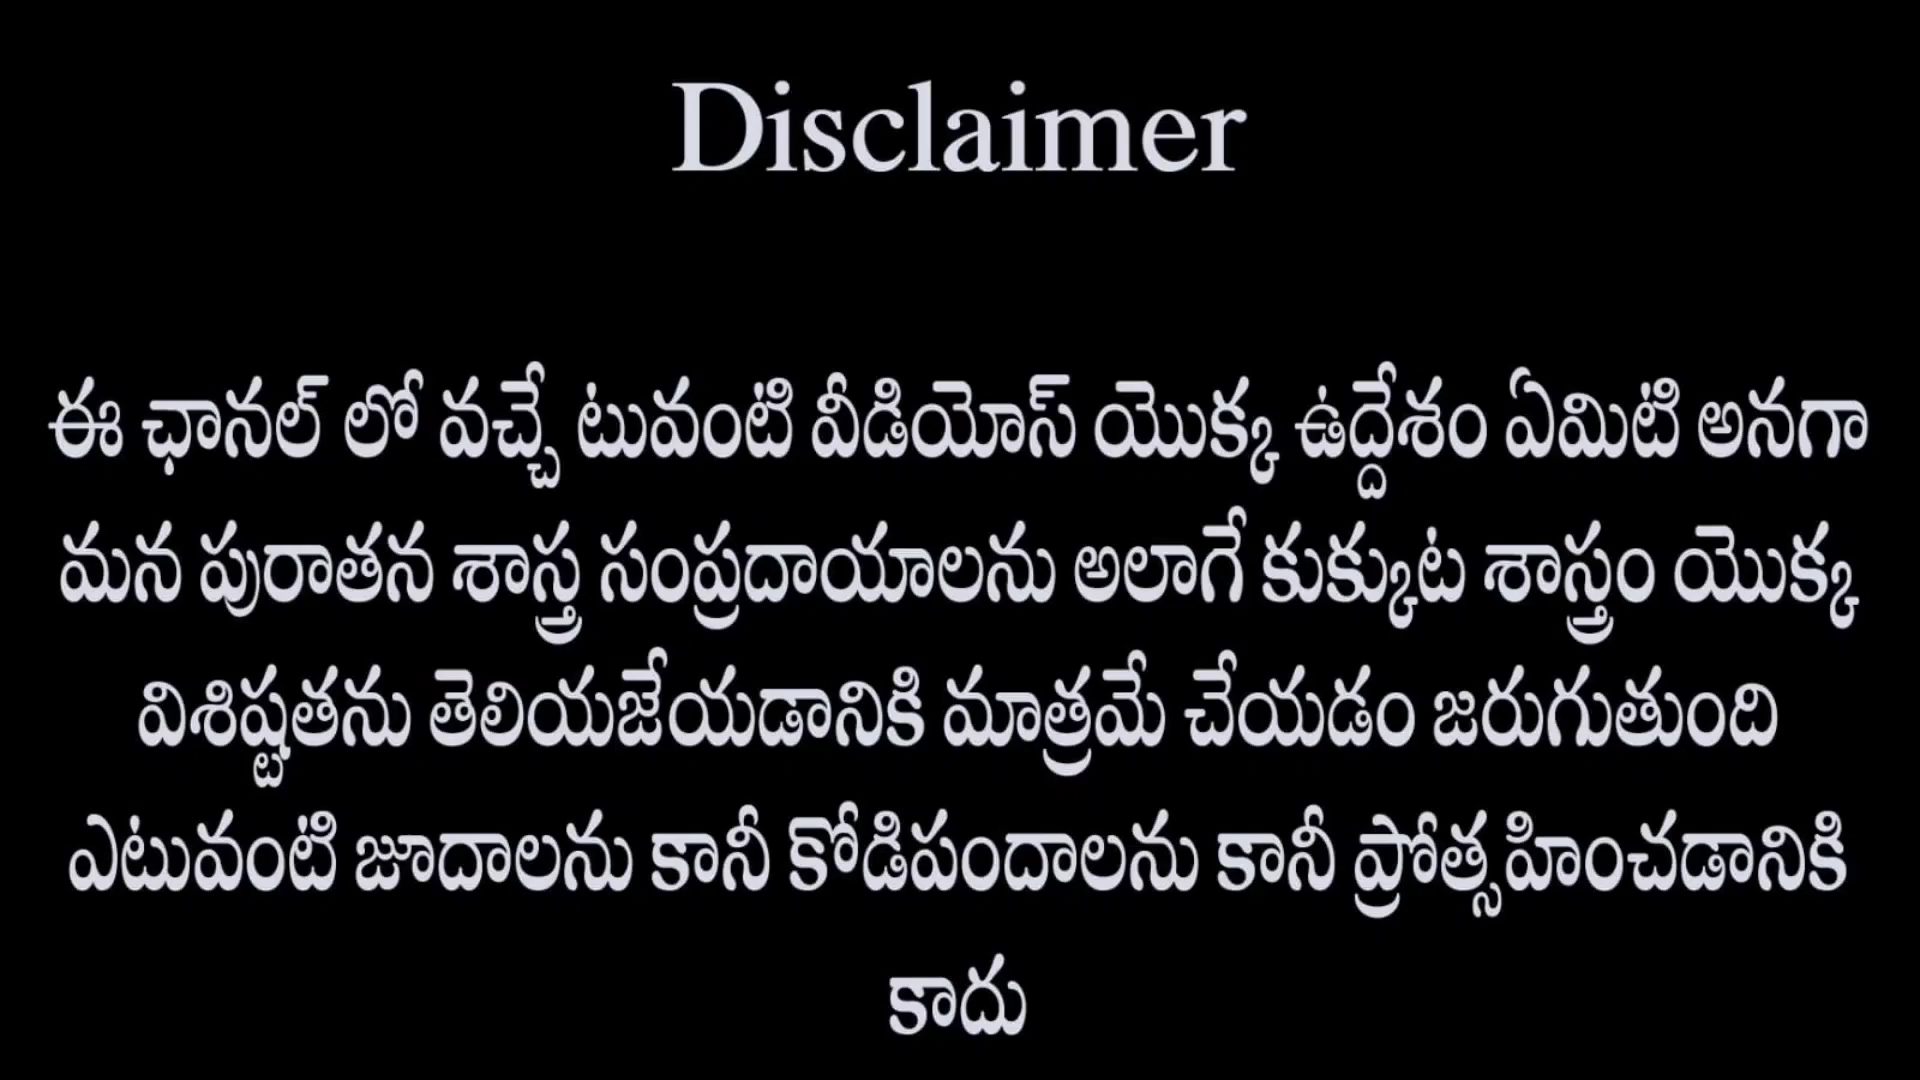 Disclaimer
ఈ ఛానల్ లో వచ్చే టువంటి వీడియోస్ యొక్క ఉద్దేశం ఏమిటి అనగా
మన పురాతన శాస్త్ర సంప్రదాయాలను అలాగే కుక్కుట శాస్త్రం యొక్క
విశిష్టతను తెలియజేయడానికి మాత్రమే చేయడం జరుగుతుంది
ఎటువంటి జూదాలను కానీ కోడిపందాలను కానీ ప్రోత్సహించడానికి
కాదు